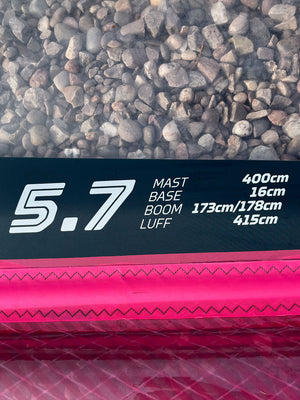 5.7
MAST 400cm
BASE 16cm
BOOM 173cm/178cm
LUFF 415cm